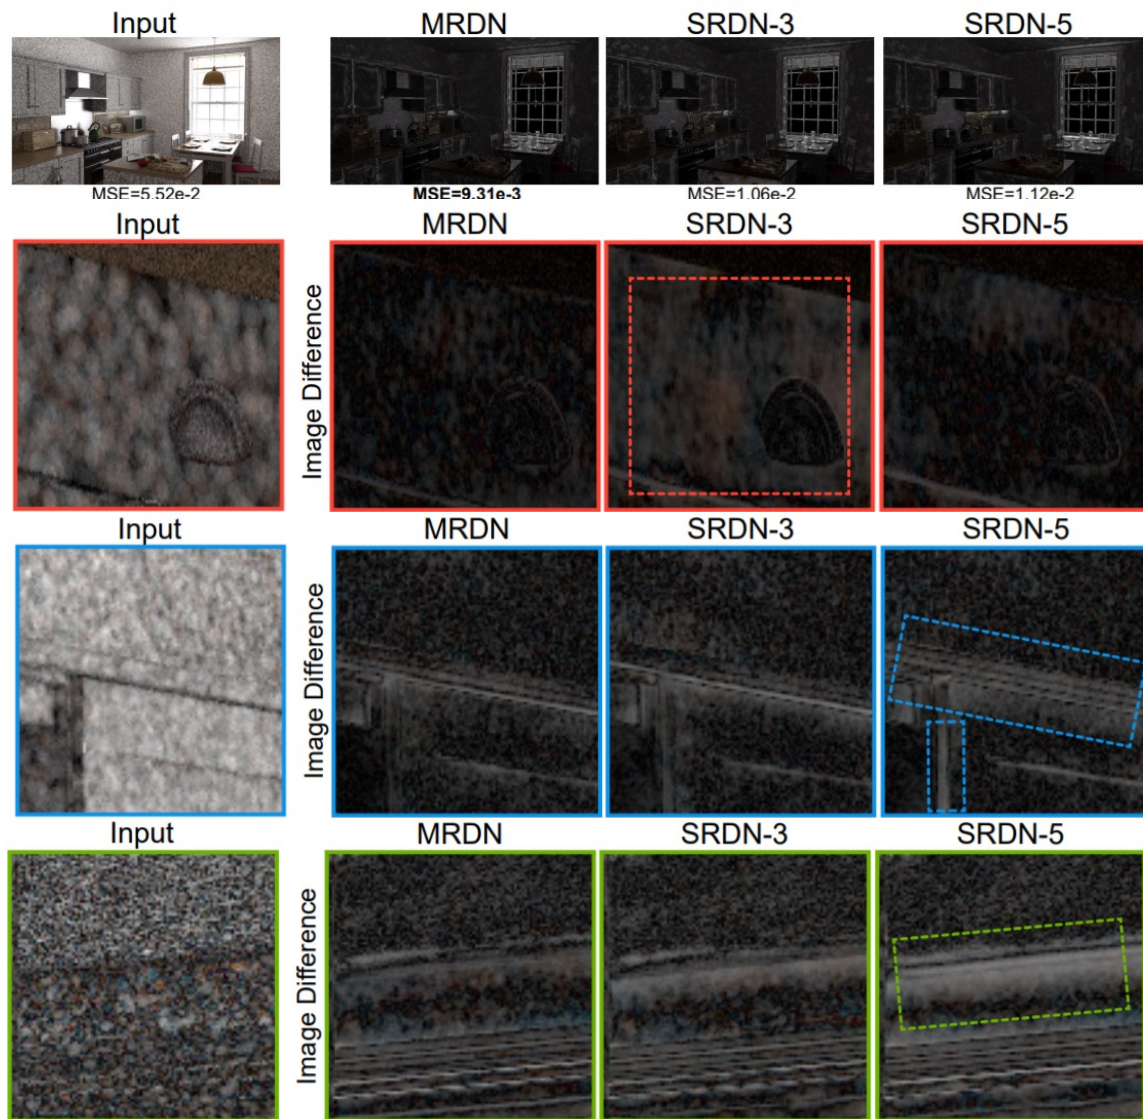 Input MRDN SRDN-3 SRDN-5
MSE=5.52e-2 MSE=9.31e-3 MSE=1.06e-2 MSE=1.12e-2
Input MRDN SRDN-3 SRDN-5
Image Difference
Input MRDN SRDN-3 SRDN-5
Image Difference
Input MRDN SRDN-3 SRDN-5
Image Difference